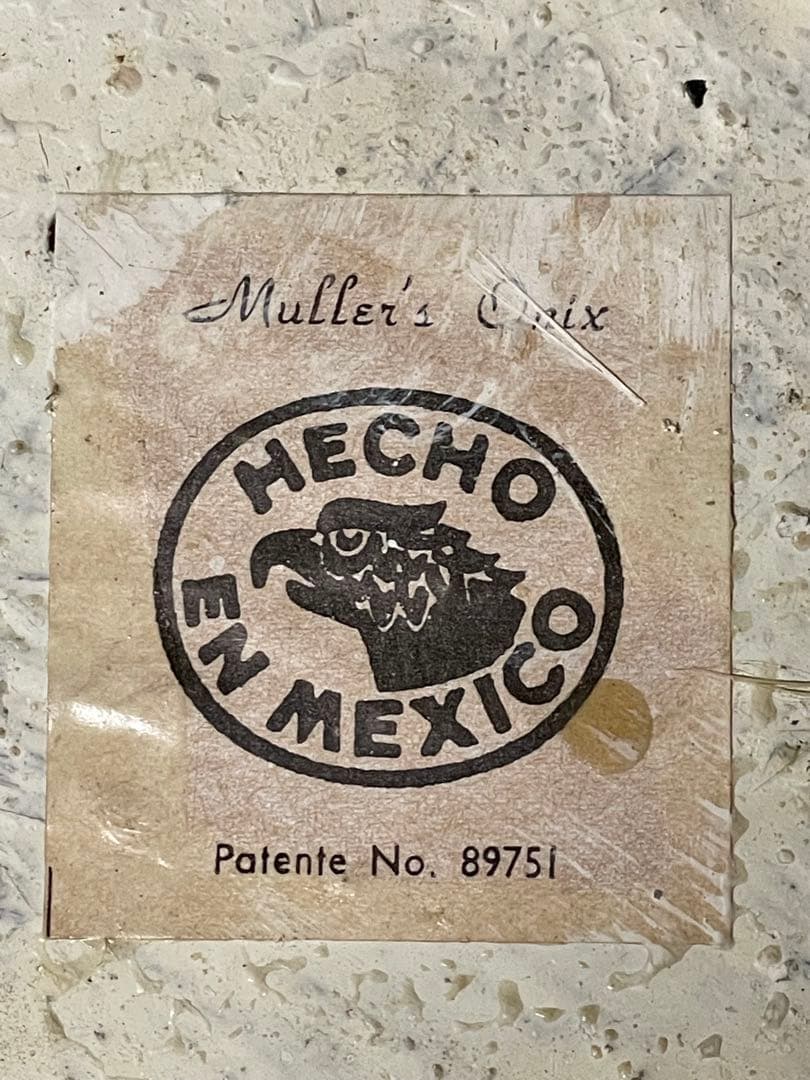 Muller's Onix
HECHO
EN MEXICO
Patente No. 89751